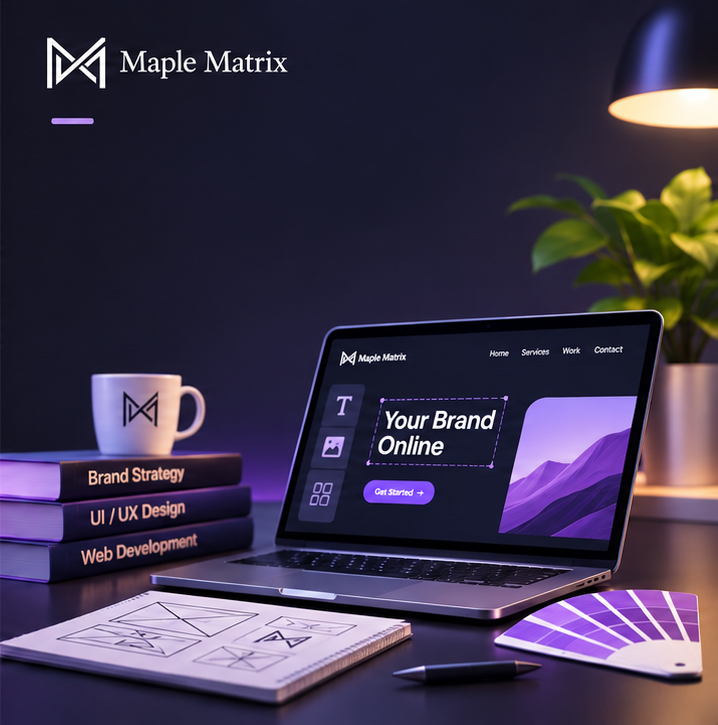 Maple Matrix
Maple Matrix
Home Services Work Contact
T
Your Brand
Online
Get Started →
Brand Strategy
UI / UX Design
Web Development